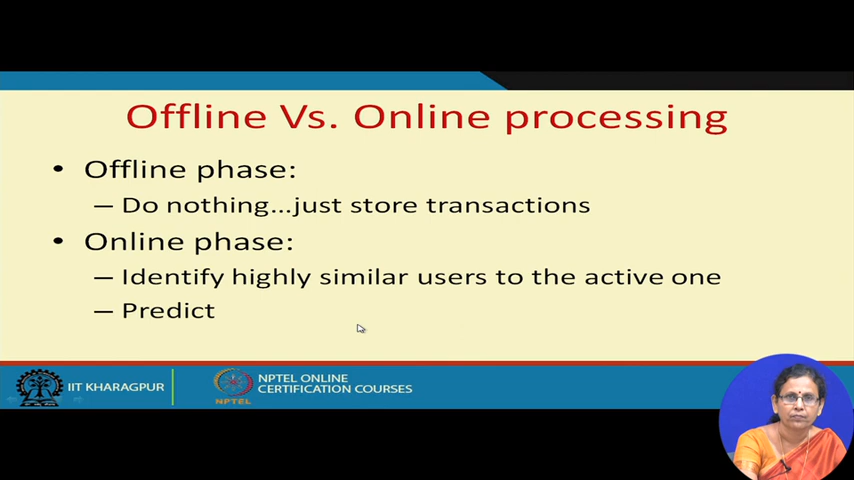 Offline Vs. Online processing
• Offline phase:
– Do nothing...just store transactions
• Online phase:
– Identify highly similar users to the active one
– Predict
IIT KHARAGPUR
NPTEL ONLINE
CERTIFICATION COURSES
NPTEL